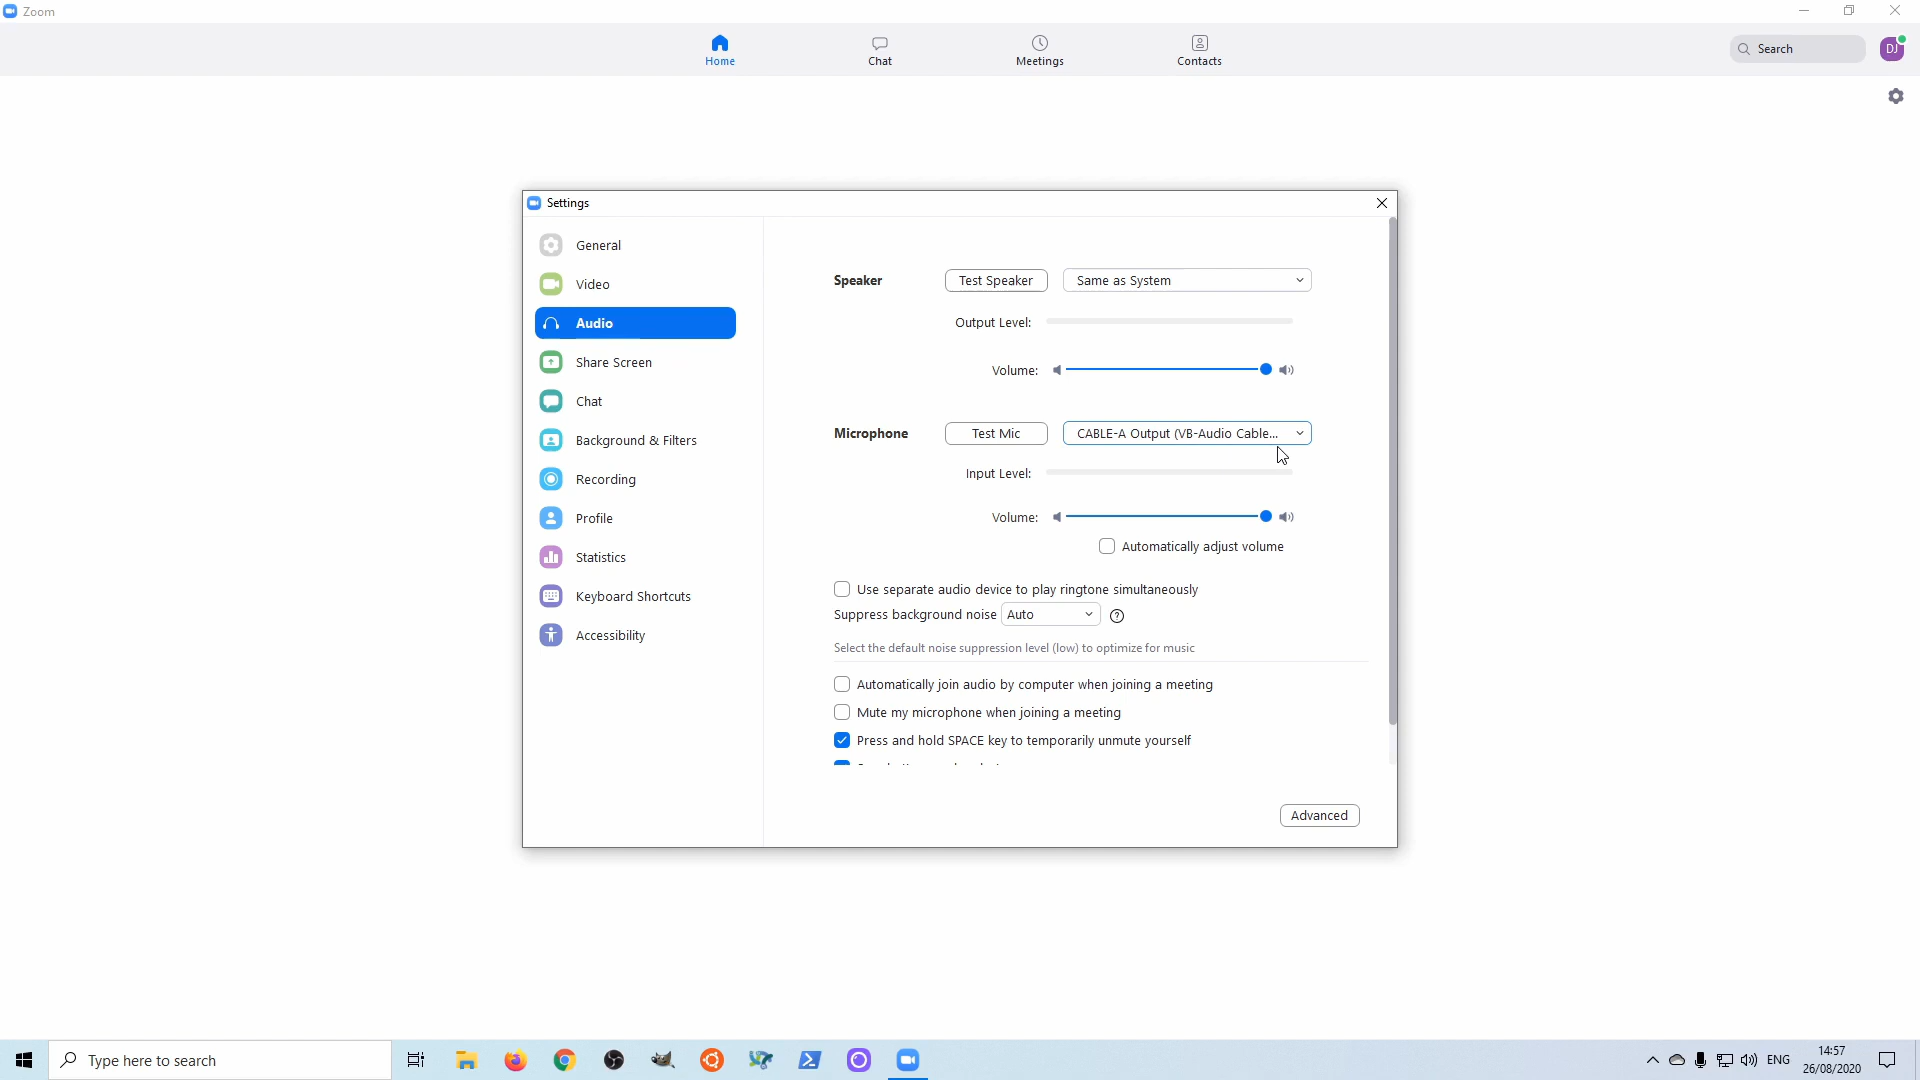 Zoom
Home
Chat
Meetings
Contacts
Search
DJ
Settings
General
Video
Audio
Share Screen
Chat
Background & Filters
Recording
Profile
Statistics
Keyboard Shortcuts
Accessibility
Speaker
Test Speaker
Same as System
Output Level:
Volume:
Microphone
Test Mic
CABLE-A Output (VB-Audio Cable...
Input Level:
Volume:
Automatically adjust volume
Use separate audio device to play ringtone simultaneously
Suppress background noise Auto ?
Select the default noise suppression level (low) to optimize for music
Automatically join audio by computer when joining a meeting
Mute my microphone when joining a meeting
Press and hold SPACE key to temporarily unmute yourself
Advanced
Type here to search
ENG
14:57
26/08/2020